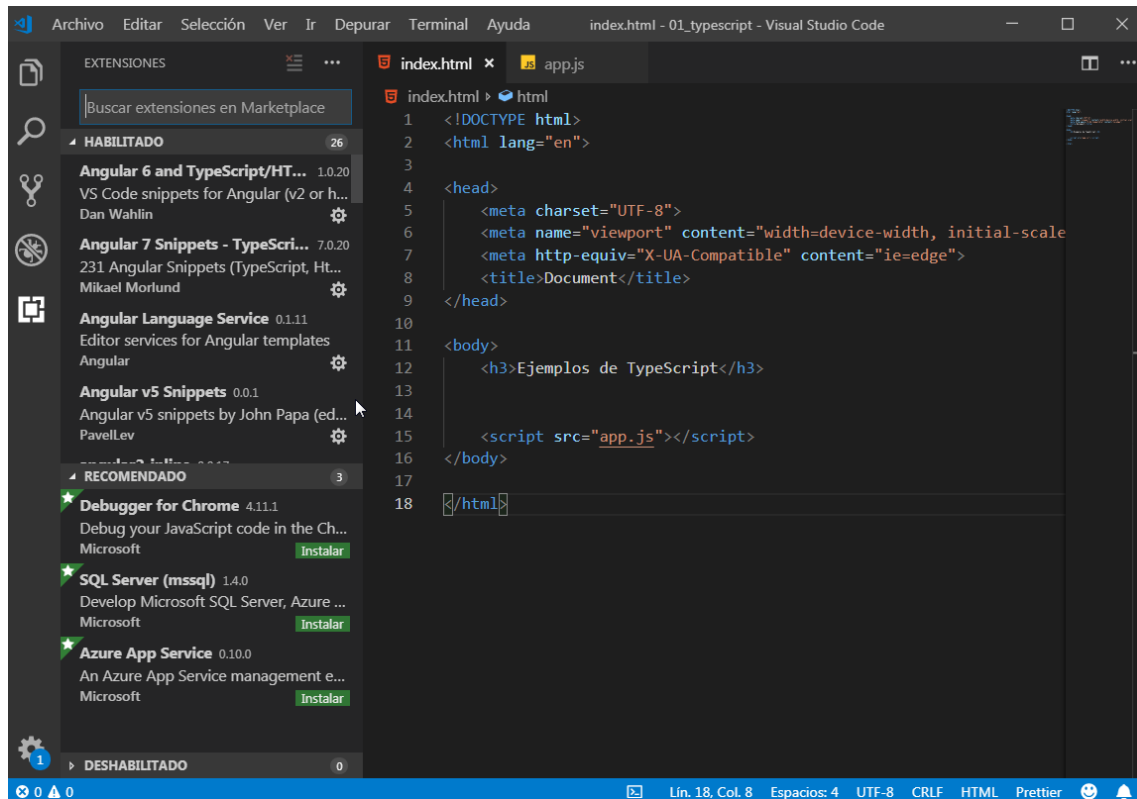 Archivo Editar Selección Ver Ir Depurar Terminal Ayuda index.html - 01_typescript - Visual Studio Code
EXTENSIONES
Buscar extensiones en Marketplace
HABILITADO 26
Angular 6 and TypeScript/HT... 1.0.20
VS Code snippets for Angular (v2 or h...
Dan Wahlin
Angular 7 Snippets - TypeScri... 7.0.20
231 Angular Snippets (TypeScript, Ht...
Mikael Morlund
Angular Language Service 0.1.11
Editor services for Angular templates
Angular
Angular v5 Snippets 0.0.1
Angular v5 snippets by John Papa (ed...
PavelLev
RECOMENDADO 3
Debugger for Chrome 4.11.1
Debug your JavaScript code in the Ch...
Microsoft Instalar
SQL Server (mssql) 1.4.0
Develop Microsoft SQL Server, Azure ...
Microsoft Instalar
Azure App Service 0.10.0
An Azure App Service management e...
Microsoft Instalar
DESHABILITADO 0
1
index.html JS app.js
index.html html
1 <!DOCTYPE html>
2 <html lang="en">
3
4 <head>
5 <meta charset="UTF-8">
6 <meta name="viewport" content="width=device-width, initial-scale
7 <meta http-equiv="X-UA-Compatible" content="ie=edge">
8 <title>Document</title>
9 </head>
10
11 <body>
12 <h3>Ejemplos de TypeScript</h3>
13
14
15 <script src="app.js"></script>
16 </body>
17
18 </html>
0 0 Lín. 18, Col. 8 Espacios: 4 UTF-8 CRLF HTML Prettier